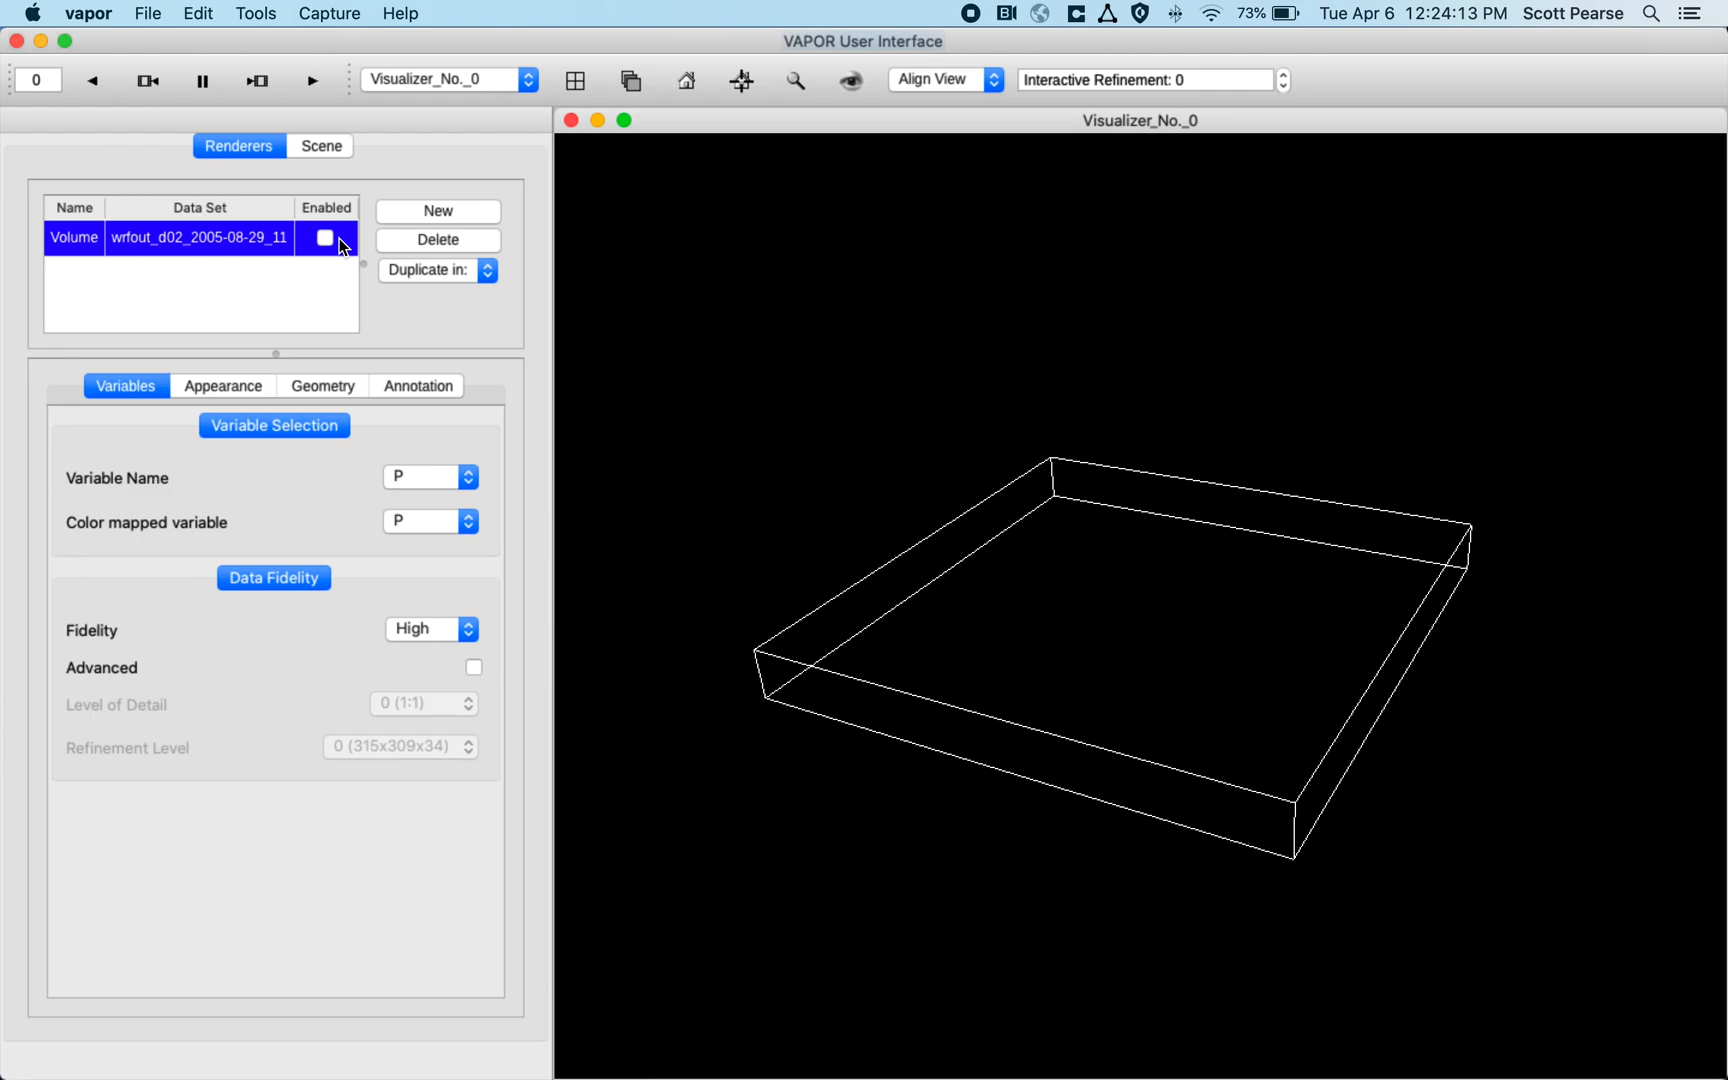 vapor File Edit Tools Capture Help 73% Tue Apr 6 12:24:13 PM Scott Pearse
VAPOR User Interface
0 Visualizer_No._0 Align View Interactive Refinement: 0
Visualizer_No._0
Renderers Scene
Name Data Set Enabled
Volume wrfout_d02_2005-08-29_11
New
Delete
Duplicate in:
Variables Appearance Geometry Annotation
Variable Selection
Variable Name P
Color mapped variable P
Data Fidelity
Fidelity High
Advanced
Level of Detail 0 (1:1)
Refinement Level 0 (315x309x34)